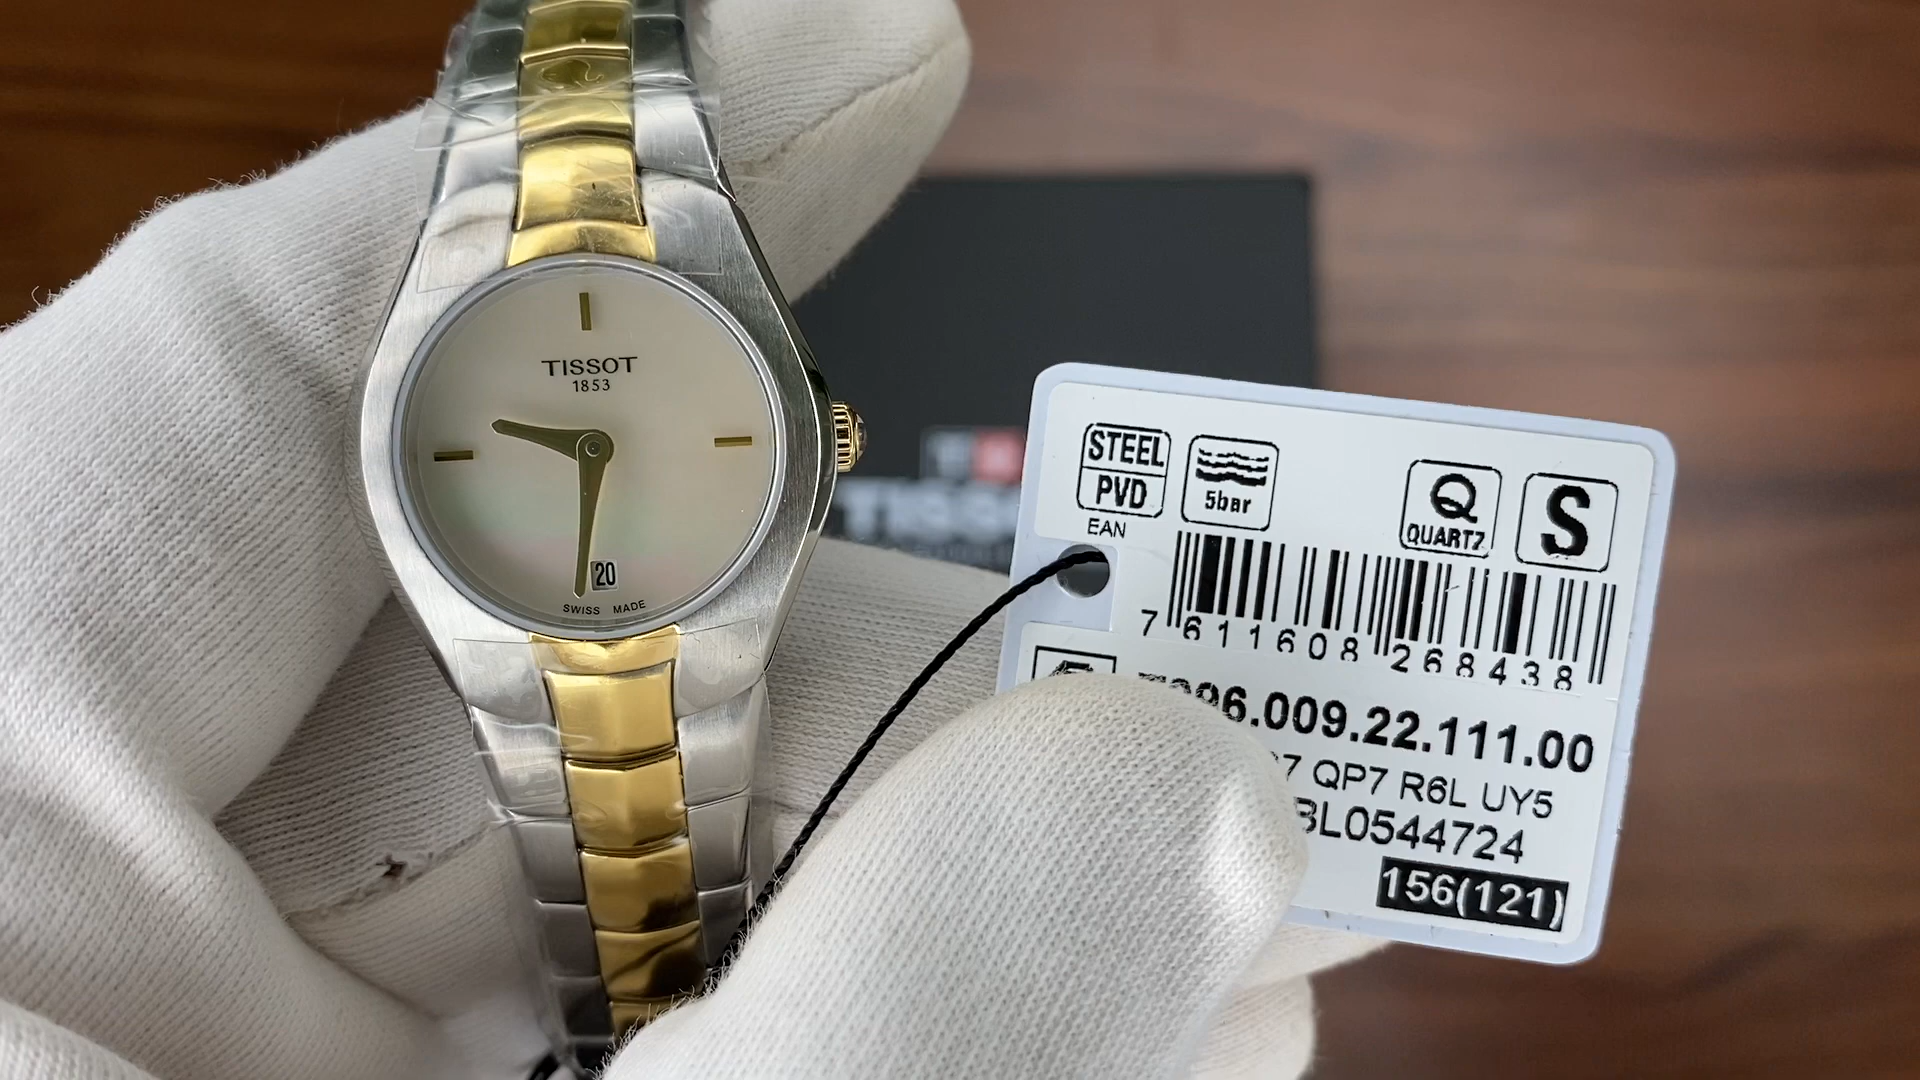 TISSOT
1853
20
SWISS MADE
STEEL
PVD
5bar
Q
QUARTZ
S
EAN
7 611608 268438
096.009.22.111.00
7 QP7 R6L UY5
BL0544724
156(121)